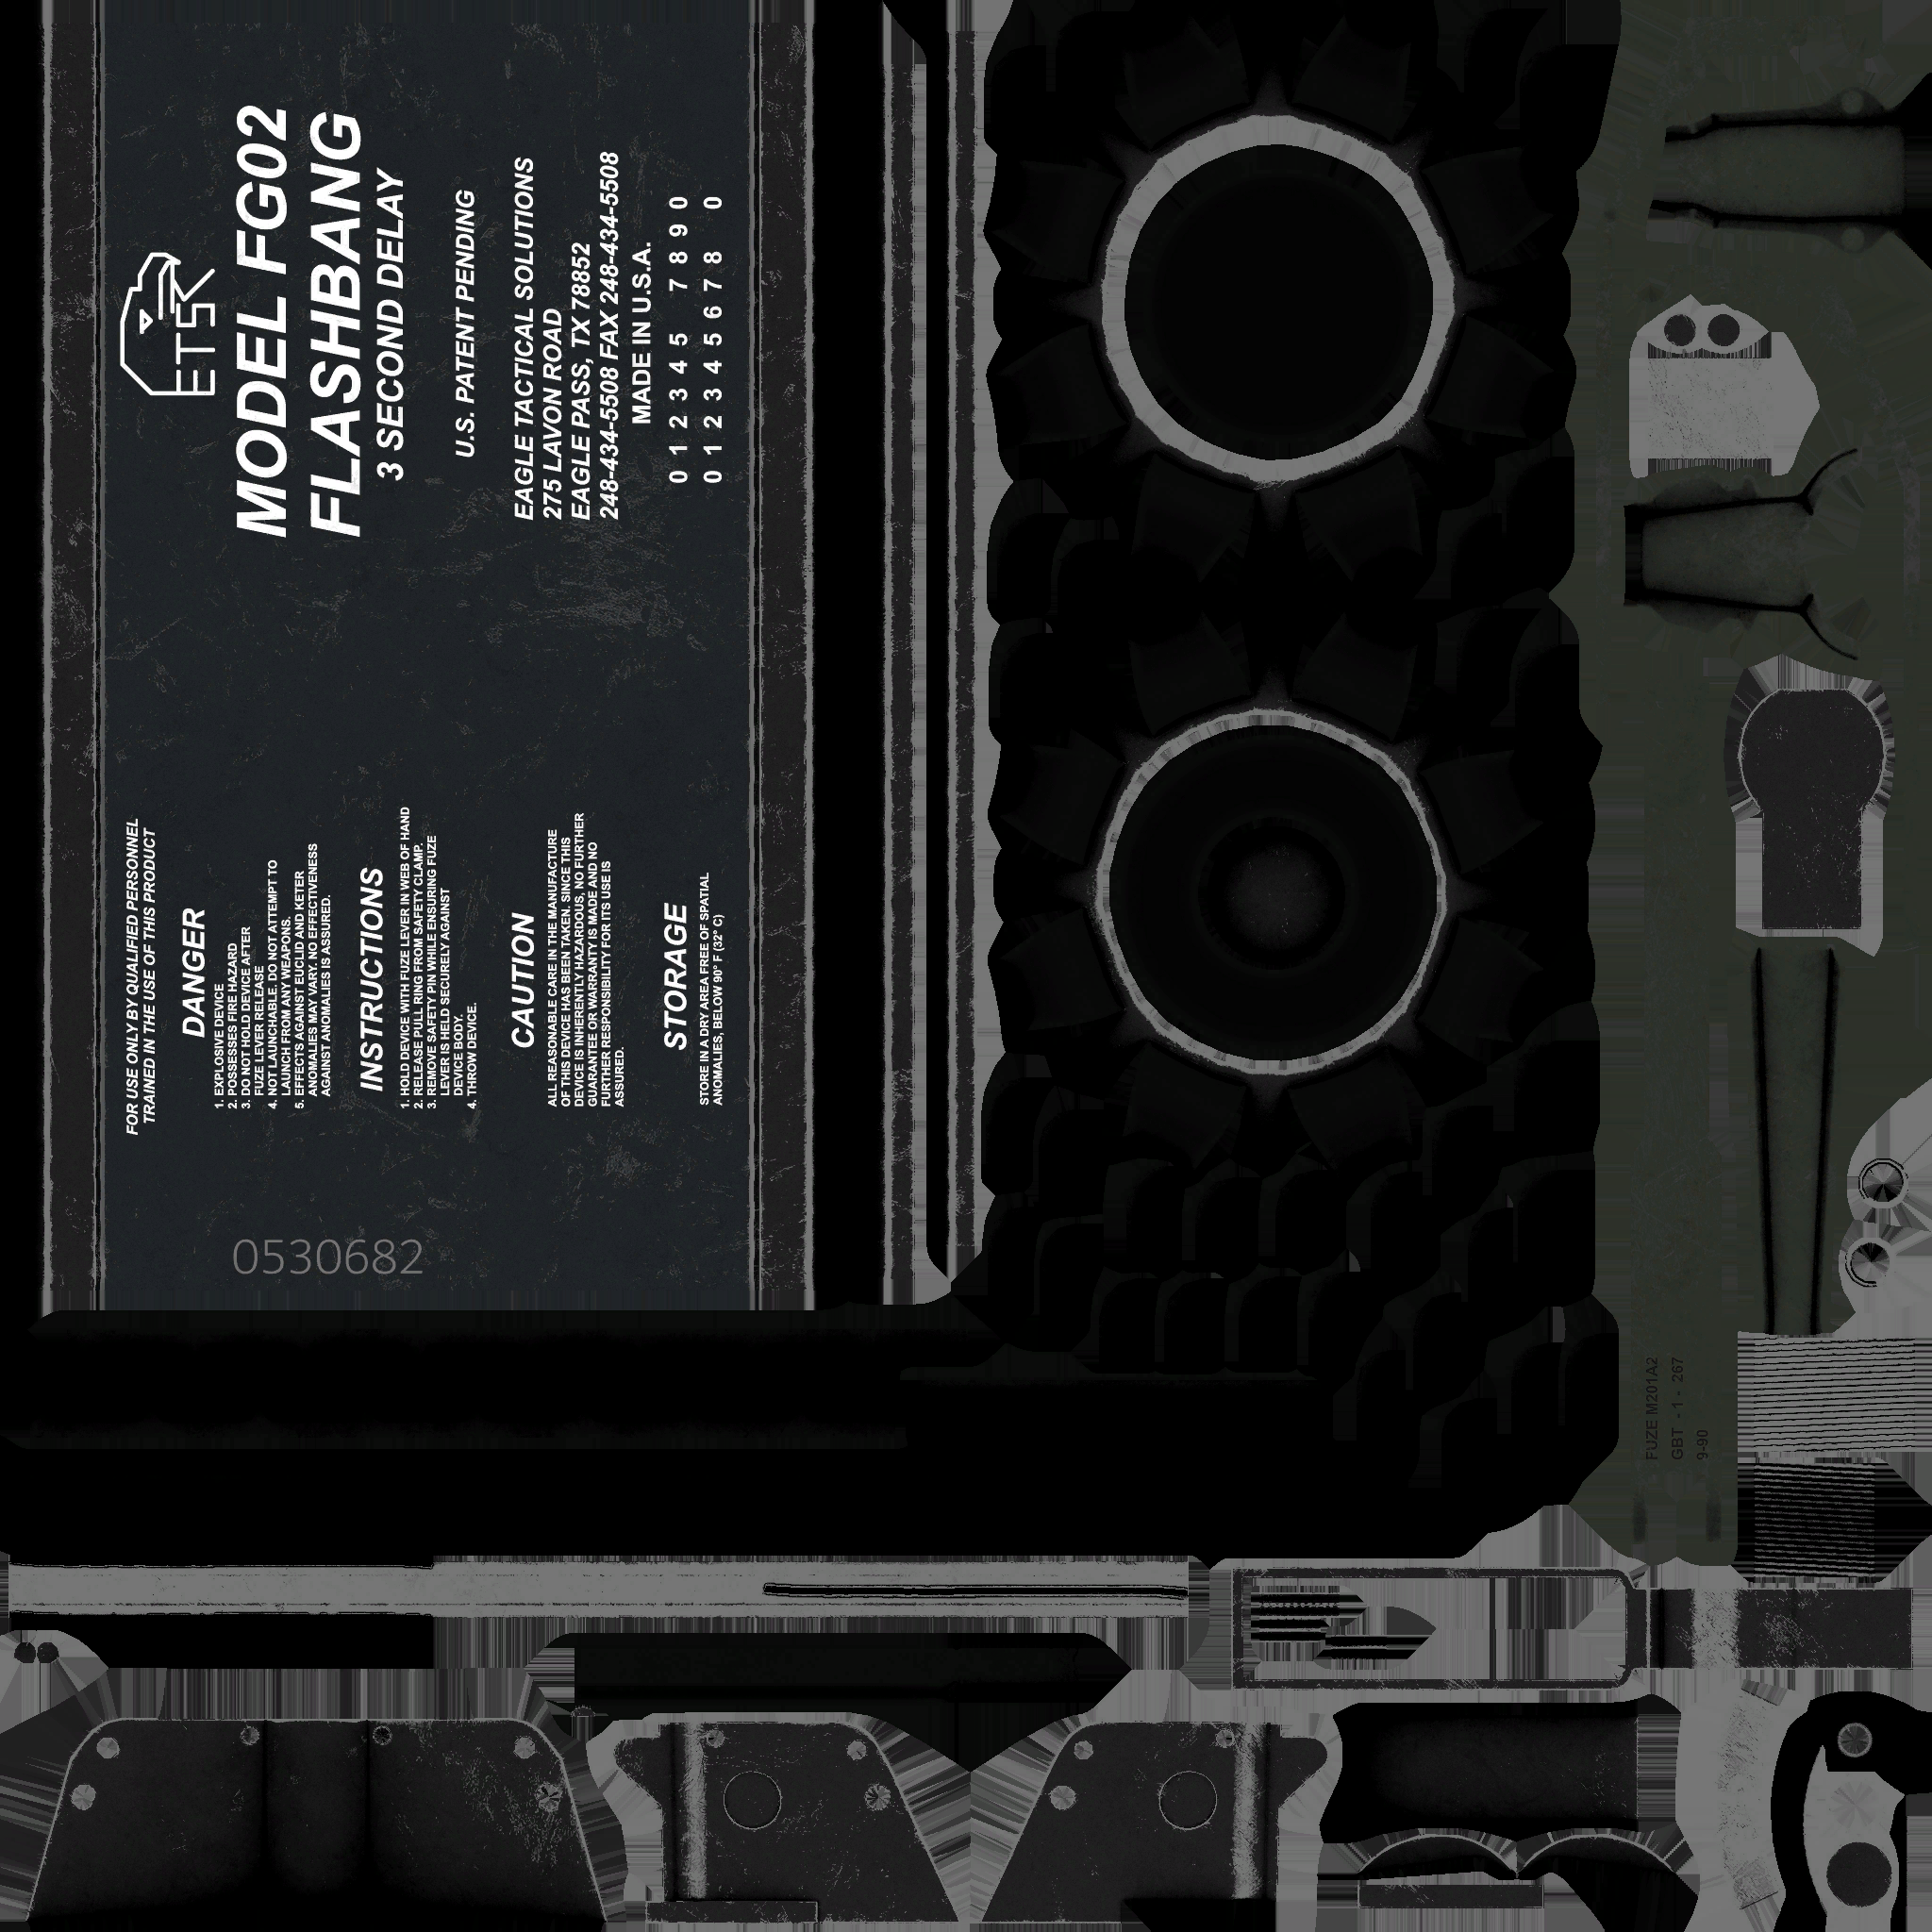 ETS
MODEL FG02
FLASHBANG
3 SECOND DELAY
U.S. PATENT PENDING
EAGLE TACTICAL SOLUTIONS
275 LAVON ROAD
EAGLE PASS, TX 78852
248-434-5508 FAX 248-434-5508
MADE IN U.S.A.
0 1 2 3 4 5 7 8 9 0
0 1 2 3 4 5 6 7 8 0
FOR USE ONLY BY QUALIFIED PERSONNEL
TRAINED IN THE USE OF THIS PRODUCT
DANGER
1. EXPLOSIVE DEVICE
2. POSSESSES FIRE HAZARD
3. DO NOT HOLD DEVICE AFTER
FUZE LEVER RELEASE
4. NOT LAUNCHABLE. DO NOT ATTEMPT TO
LAUNCH FROM ANY WEAPONS.
5. EFFECTS AGAINST EUCLID AND KETER
ANOMALIES MAY VARY. NO EFFECTIVENESS
AGAINST ANOMALIES IS ASSURED.
INSTRUCTIONS
1. HOLD DEVICE WITH FUZE LEVER IN WEB OF HAND
2. RELEASE PULL RING FROM SAFETY CLAMP.
3. REMOVE SAFETY PIN WHILE ENSURING FUZE
LEVER IS HELD SECURELY AGAINST
DEVICE BODY.
4. THROW DEVICE.
CAUTION
ALL REASONABLE CARE IN THE MANUFACTURE
OF THIS DEVICE HAS BEEN TAKEN. SINCE THIS
DEVICE IS INHERENTLY HAZARDOUS, NO FURTHER
GUARANTEE OR WARRANTY IS MADE AND NO
FURTHER RESPONSIBILITY FOR ITS USE IS
ASSURED.
STORAGE
STORE IN A DRY AREA FREE OF SPATIAL
ANOMALIES, BELOW 90° F (32° C)
0530682
FUZE M201A2
GBT - 1 - 267
9-90